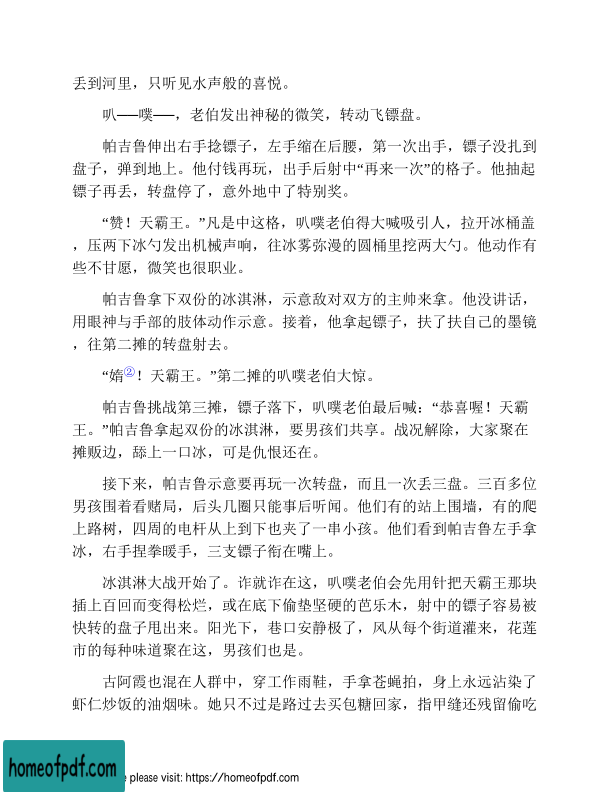 丢到河里，只听见水声般的喜悦。
叭──噗──，老伯发出神秘的微笑，转动飞镖盘。
帕吉鲁伸出右手捻镖子，左手缩在后腰，第一次出手，镖子没扎到
盘子，弹到地上。他付钱再玩，出手后射中“再来一次”的格子。他抽起
镖子再丢，转盘停了，意外地中了特别奖。
“赞！天霸王。”凡是中这格，叭噗老伯得大喊吸引人，拉开冰桶盖
，压两下冰勺发出机械声响，往冰雾弥漫的圆桶里挖两大勺。他动作有
些不甘愿，微笑也很职业。
帕吉鲁拿下双份的冰淇淋，示意敌对双方的主帅来拿。他没讲话，
用眼神与手部的肢体动作示意。接着，他拿起镖子，扶了扶自己的墨镜
，往第二摊的转盘射去。
“媠②！天霸王。”第二摊的叭噗老伯大惊。
帕吉鲁挑战第三摊，镖子落下，叭噗老伯最后喊：“恭喜喔！天霸
王。”帕吉鲁拿起双份的冰淇淋，要男孩们共享。战况解除，大家聚在
摊贩边，舔上一口冰，可是仇恨还在。
接下来，帕吉鲁示意要再玩一次转盘，而且一次丢三盘。三百多位
男孩围着看赌局，后头几圈只能事后听闻。他们有的站上围墙，有的爬
上路树，四周的电杆从上到下也夹了一串小孩。他们看到帕吉鲁左手拿
冰，右手捏拳暖手，三支镖子衔在嘴上。
冰淇淋大战开始了。诈就诈在这，叭噗老伯会先用针把天霸王那块
插上百回而变得松烂，或在底下偷垫坚硬的芭乐木，射中的镖子容易被
快转的盘子甩出来。阳光下，巷口安静极了，风从每个街道灌来，花莲
市的每种味道聚在这，男孩们也是。
古阿霞也混在人群中，穿工作雨鞋，手拿苍蝇拍，身上永远沾染了
虾仁炒饭的油烟味。她只不过是路过去买包糖回家，指甲缝还残留偷吃
homeofpdf.com
e please visit: https://homeofpdf.com